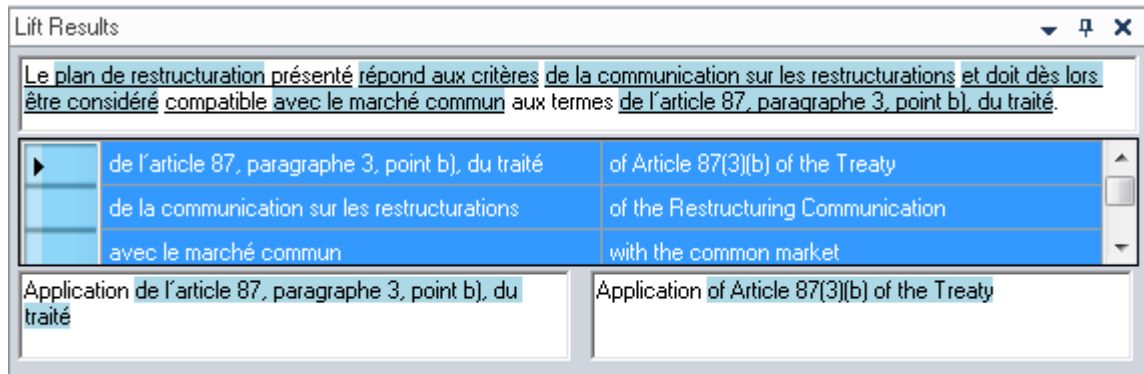 Lift Results
Le plan de restructuration présenté répond aux critères de la communication sur les restructurations et doit dès lors
être considéré compatible avec le marché commun aux termes de l'article 87, paragraphe 3, point b), du traité.
de l'article 87, paragraphe 3, point b), du traité of Article 87(3)(b) of the Treaty
de la communication sur les restructurations of the Restructuring Communication
avec le marché commun with the common market
Application de l'article 87, paragraphe 3, point b), du
traité
Application of Article 87(3)(b) of the Treaty